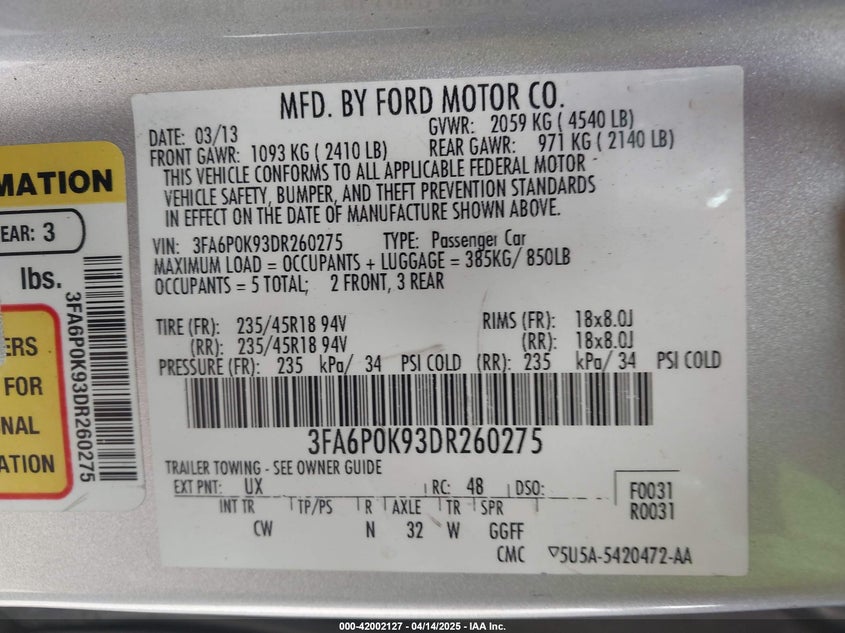 MFD. BY FORD MOTOR CO.
DATE: 03/13 GVWR: 2059 KG ( 4540 LB)
FRONT GAWR: 1093 KG ( 2410 LB) REAR GAWR: 971 KG ( 2140 LB)
THIS VEHICLE CONFORMS TO ALL APPLICABLE FEDERAL MOTOR
VEHICLE SAFETY, BUMPER, AND THEFT PREVENTION STANDARDS
IN EFFECT ON THE DATE OF MANUFACTURE SHOWN ABOVE.
VIN: 3FA6P0K93DR260275 TYPE: Passenger Car
MAXIMUM LOAD = OCCUPANTS + LUGGAGE = 385KG/ 850LB
OCCUPANTS = 5 TOTAL; 2 FRONT, 3 REAR
TIRE (FR): 235/45R18 94V RIMS (FR): 18x8.0J
(RR): 235/45R18 94V (RR): 18x8.0J
PRESSURE (FR): 235 kPa/ 34 PSI COLD (RR): 235 kPa/ 34 PSI COLD
3FA6P0K93DR260275
TRAILER TOWING - SEE OWNER GUIDE
EXT PNT: UX RC: 48 DSO:
INT TR TP/PS R AXLE TR SPR
CW N 32 W GGFF
F0031
R0031
CMC ▽5U5A-5420472-AA
MATION
EAR: 3
lbs.
ERS
FOR
NAL
ATION
3FA6P0K93DR260275
000-42002127 - 04/14/2025 - IAA Inc.